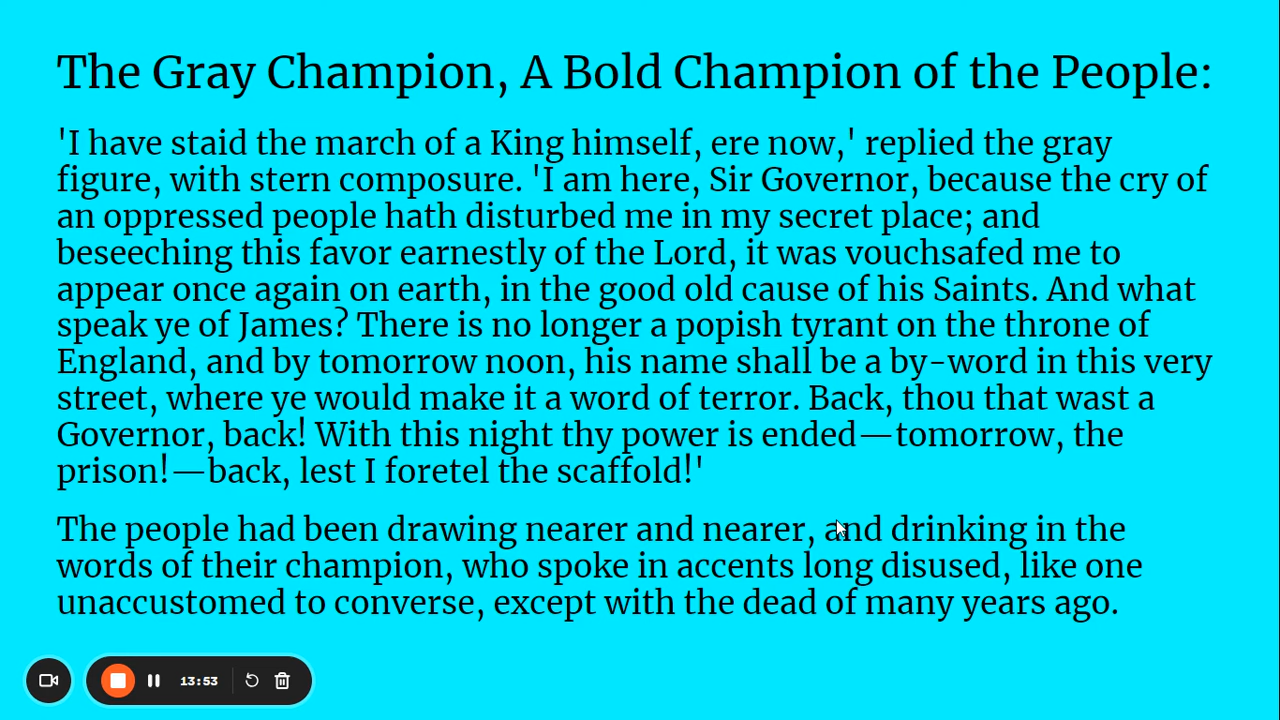 The Gray Champion, A Bold Champion of the People:
'I have staid the march of a King himself, ere now,' replied the gray
figure, with stern composure. 'I am here, Sir Governor, because the cry of
an oppressed people hath disturbed me in my secret place; and
beseeching this favor earnestly of the Lord, it was vouchsafed me to
appear once again on earth, in the good old cause of his Saints. And what
speak ye of James? There is no longer a popish tyrant on the throne of
England, and by tomorrow noon, his name shall be a by-word in this very
street, where ye would make it a word of terror. Back, thou that wast a
Governor, back! With this night thy power is ended—tomorrow, the
prison!—back, lest I foretel the scaffold!'
The people had been drawing nearer and nearer, and drinking in the
words of their champion, who spoke in accents long disused, like one
unaccustomed to converse, except with the dead of many years ago.
13:53